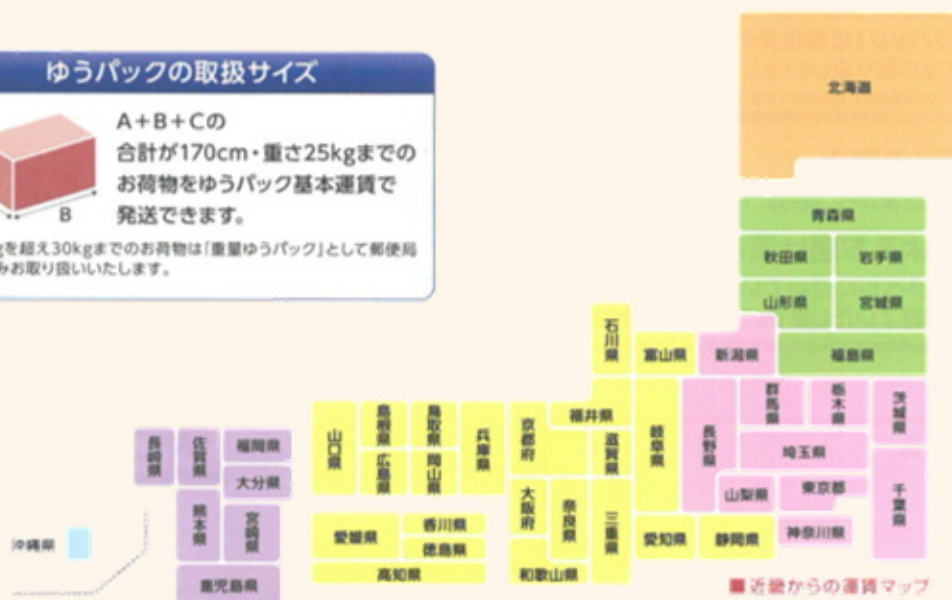 ゆうパックの取扱サイズ
A+B+Cの
合計が170cm・重さ25kgまでの
お荷物をゆうパック基本運賃で
発送できます。
B
gを超え30kgまでのお荷物は「重量ゆうパック」として郵便局
みお取り扱いいたします。
北海道
青森県
秋田県
岩手県
山形県
宮城県
福島県
石川県
富山県
新潟県
群馬県
栃木県
茨城県
福井県
岐阜県
長野県
埼玉県
山梨県
東京都
千葉県
神奈川県
山口県
島根県
鳥取県
広島県
岡山県
兵庫県
京都府
滋賀県
大阪府
奈良県
三重県
愛知県
静岡県
和歌山県
愛媛県
香川県
徳島県
高知県
長崎県
佐賀県
福岡県
大分県
熊本県
宮崎県
鹿児島県
沖縄県
■近畿からの運賃マップ